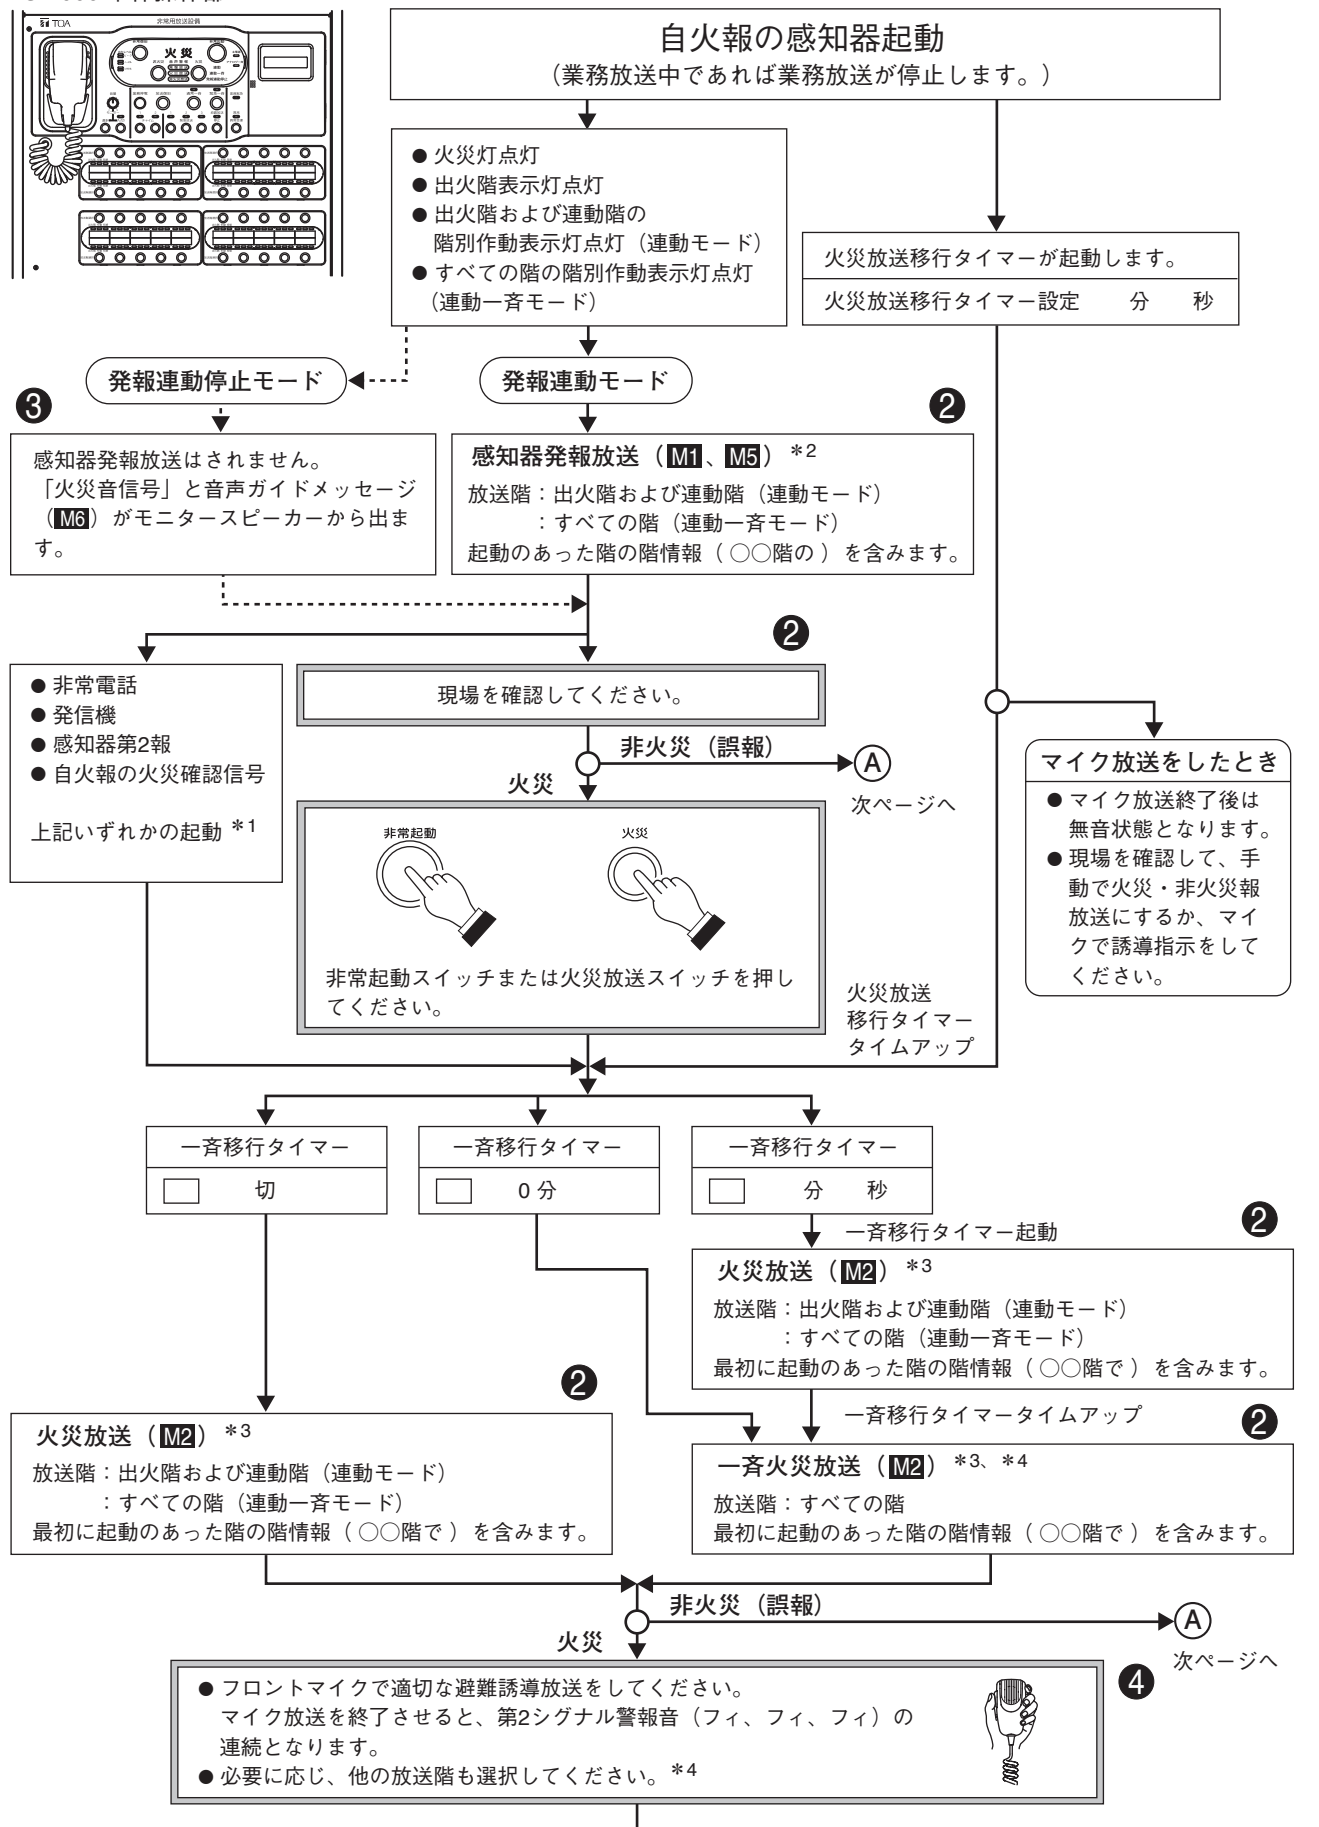 TOA
非常用放送設備
火災
自火報の感知器起動
（業務放送中であれば業務放送が停止します。）
● 火災灯点灯
● 出火階表示灯点灯
● 出火階および連動階の
階別作動表示灯点灯（連動モード）
● すべての階の階別作動表示灯点灯
（連動一斉モード）
火災放送移行タイマーが起動します。
火災放送移行タイマー設定　　分　　秒
発報連動停止モード
発報連動モード
❸
❷
感知器発報放送はされません。
「火災音信号」と音声ガイドメッセージ
（M6）がモニタースピーカーから出ま
す。
感知器発報放送（M1、M5）＊2
放送階：出火階および連動階（連動モード）
：すべての階（連動一斉モード）
起動のあった階の階情報（○○階の）を含みます。
❷
● 非常電話
● 発信機
● 感知器第2報
● 自火報の火災確認信号
上記いずれかの起動 ＊1
現場を確認してください。
非火災（誤報）
A
次ページへ
火災
非常起動
火災
非常起動スイッチまたは火災放送スイッチを押し
てください。
マイク放送をしたとき
● マイク放送終了後は
無音状態となります。
● 現場を確認して、手
動で火災・非火災報
放送にするか、マイ
クで誘導指示をして
ください。
火災放送
移行タイマー
タイムアップ
一斉移行タイマー
切
一斉移行タイマー
0 分
一斉移行タイマー
分　　秒
一斉移行タイマー起動
❷
火災放送（M2）＊3
放送階：出火階および連動階（連動モード）
：すべての階（連動一斉モード）
最初に起動のあった階の階情報（○○階で）を含みます。
一斉移行タイマータイムアップ
❷
火災放送（M2）＊3
放送階：出火階および連動階（連動モード）
：すべての階（連動一斉モード）
最初に起動のあった階の階情報（○○階で）を含みます。
❷
一斉火災放送（M2）＊3、＊4
放送階：すべての階
最初に起動のあった階の階情報（○○階で）を含みます。
非火災（誤報）
A
次ページへ
火災
❹
● フロントマイクで適切な避難誘導放送をしてください。
マイク放送を終了させると、第2シグナル警報音（フィ、フィ、フィ）の
連続となります。
● 必要に応じ、他の放送階も選択してください。＊4